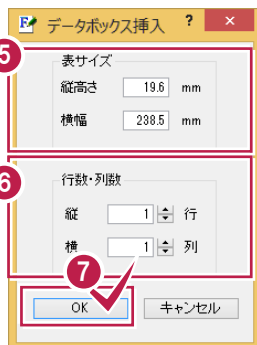 データボックス挿入 ? ×
5
表サイズ
縦高さ 19.6 mm
横幅 238.5 mm
6
行数・列数
縦 1 行
横 1 列
7
OK キャンセル